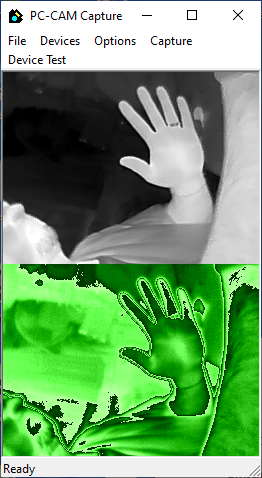 PC-CAM Capture
File Devices Options Capture
Device Test
Ready